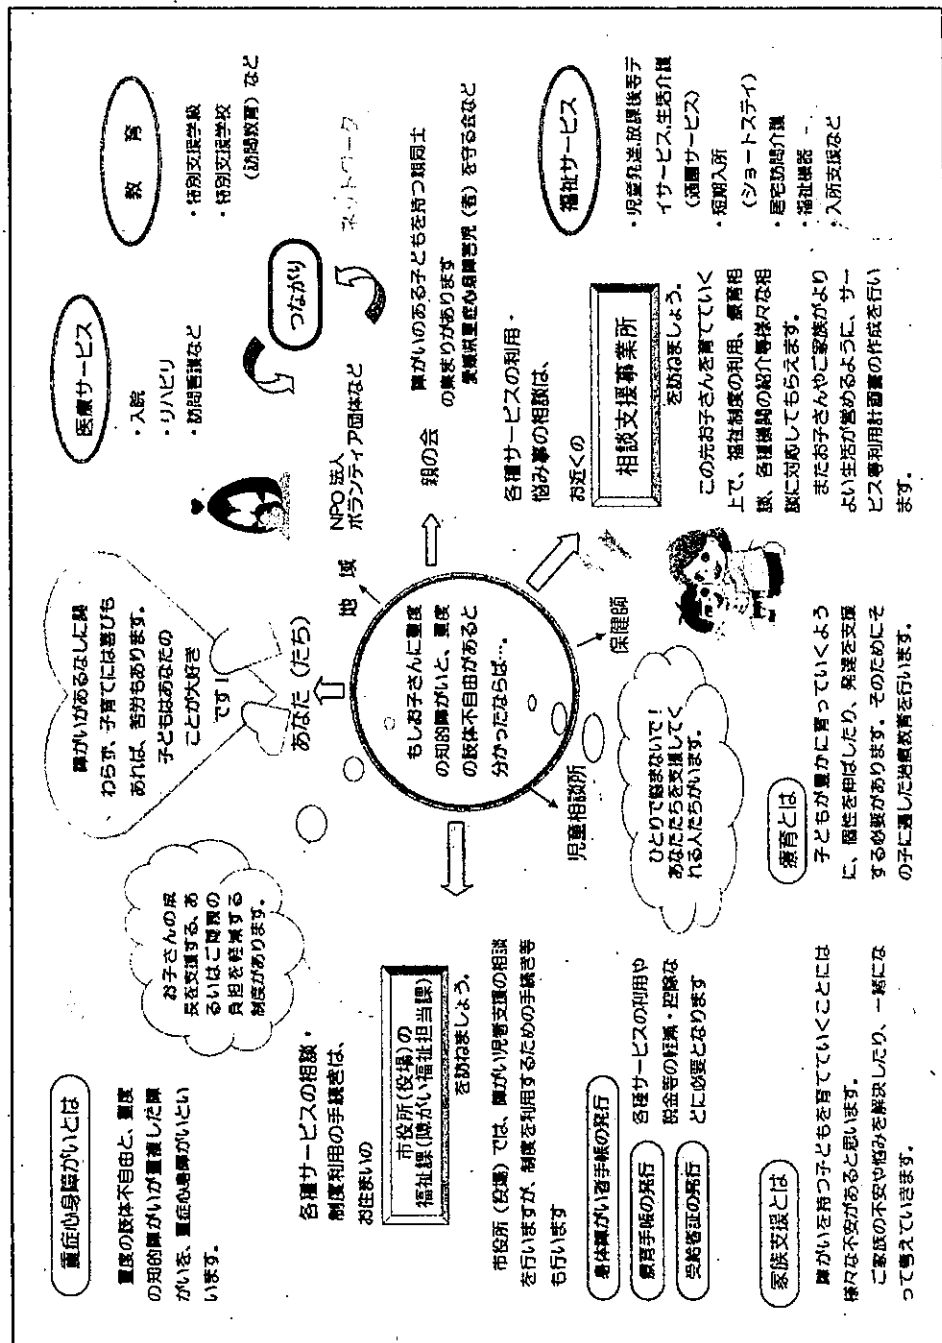 重症心身障がいとは
重度の肢体不自由と、重度
の知的障がいが重複した障
がいを、重症心身障がいとい
います。
お子さんの成
長を支援する、あ
るいはご家族の
負担を軽減する
制度があります。
障がいがあるなしに関
わらず、子育てには喜びも
あれば、苦労もあります。
子どもはあなたの
ことが大好き
です！
あなた（たち）
医療サービス
・入院
・リハビリ
・訪問看護など
教　育
・特別支援学級
・特別支援学校
（訪問教育）など
つながり
ネットワーク
地　域
NPO 法人
ボランティア団体など
親の会
障がいのある子どもを持つ親同士
の集まりがあります
愛媛県重症心身障害児（者）を守る会など
もしお子さんに重度
の知的障がいと、重度
の肢体不自由があると
分かったならば…。
各種サービスの相談・
制度利用の手続きは、
お住まいの
市役所(役場)の
福祉課(障がい福祉担当課)
を訪ねましょう。
市役所（役場）では、障がい児者支援の相談
を行いますが、制度を利用するための手続き等
も行います
身体障がい者手帳の発行
療育手帳の発行
受給者証の発行
各種サービスの利用や
税金等の軽減・控除な
どに必要となります
児童相談所
保健師
ひとりで悩まないで！
あなたたちを支援してく
れる人たちがいます。
各種サービスの利用・
悩み事の相談は、
お近くの
相談支援事業所
を訪ねましょう。
この先お子さんを育てていく
上で、福祉制度の利用、療育相
談、各種機関の紹介等様々な相
談に対応してもらえます。
またお子さんやご家族がより
よい生活が営めるように、サー
ビス等利用計画書の作成を行い
ます。
福祉サービス
・児童発達,放課後等デ
イサービス,生活介護
（通園サービス）
・短期入所
（ショートステイ）
・居宅訪問介護
・福祉機器
・入所支援など
家族支援とは
障がいを持つ子どもを育てていくことには
様々な不安があると思います。
ご家族の不安や悩みを解決したり、一緒にな
って考えていきます。
療育とは
子どもが豊かに育っていくよう
に、個性を伸ばしたり、発達を支援
する必要があります。そのためにそ
の子に適した治療教育を行います。